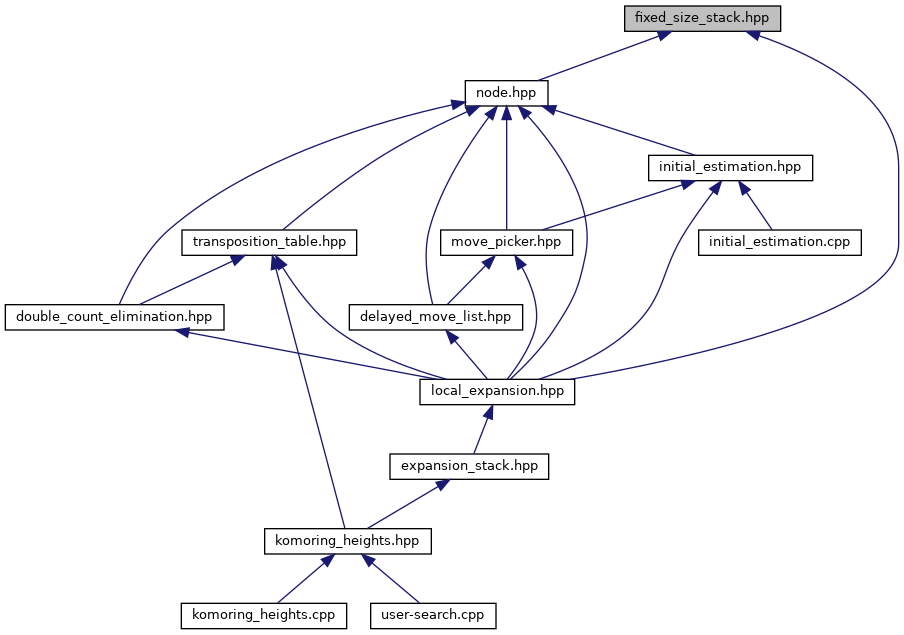 fixed_size_stack.hpp
node.hpp
initial_estimation.hpp
transposition_table.hpp
move_picker.hpp
initial_estimation.cpp
double_count_elimination.hpp
delayed_move_list.hpp
local_expansion.hpp
expansion_stack.hpp
komoring_heights.hpp
komoring_heights.cpp
user-search.cpp